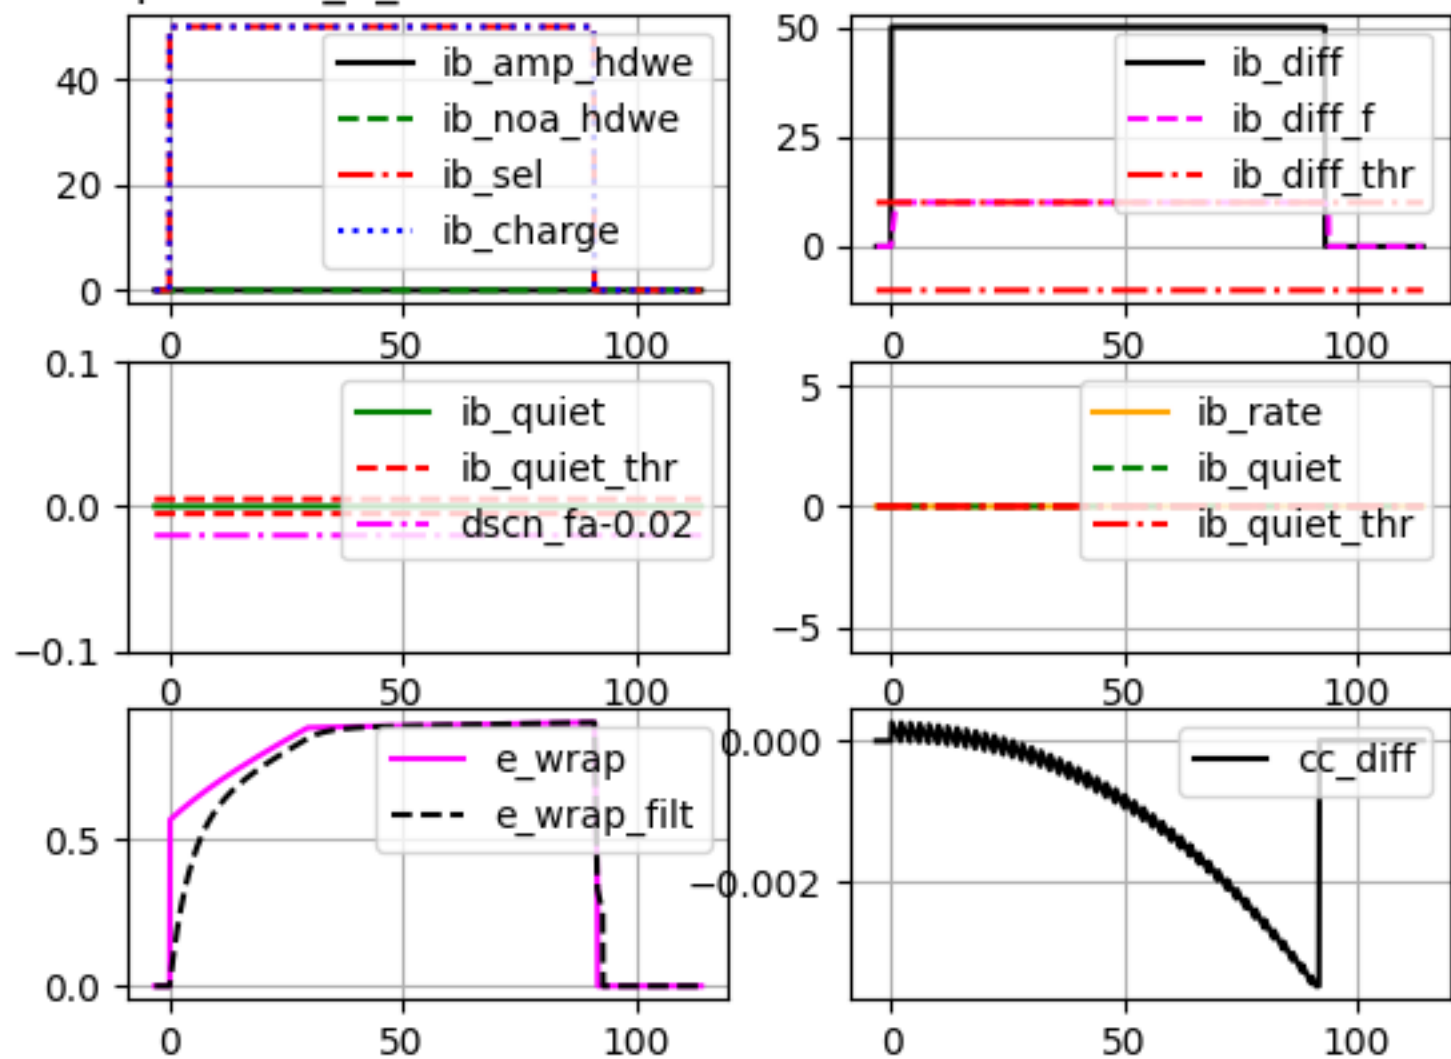 40
20
0
ib_amp_hdwe
ib_noa_hdwe
ib_sel
ib_charge
0 50 100
50
25
0
ib_diff
ib_diff_f
ib_diff_thr
0 50 100
0.1
0.0
−0.1
ib_quiet
ib_quiet_thr
dscn_fa-0.02
0 50 100
5
0
−5
ib_rate
ib_quiet
ib_quiet_thr
0 50 100
0.5
0.0
e_wrap
e_wrap_filt
0 50 100
0.000
−0.002
cc_diff
0 50 100